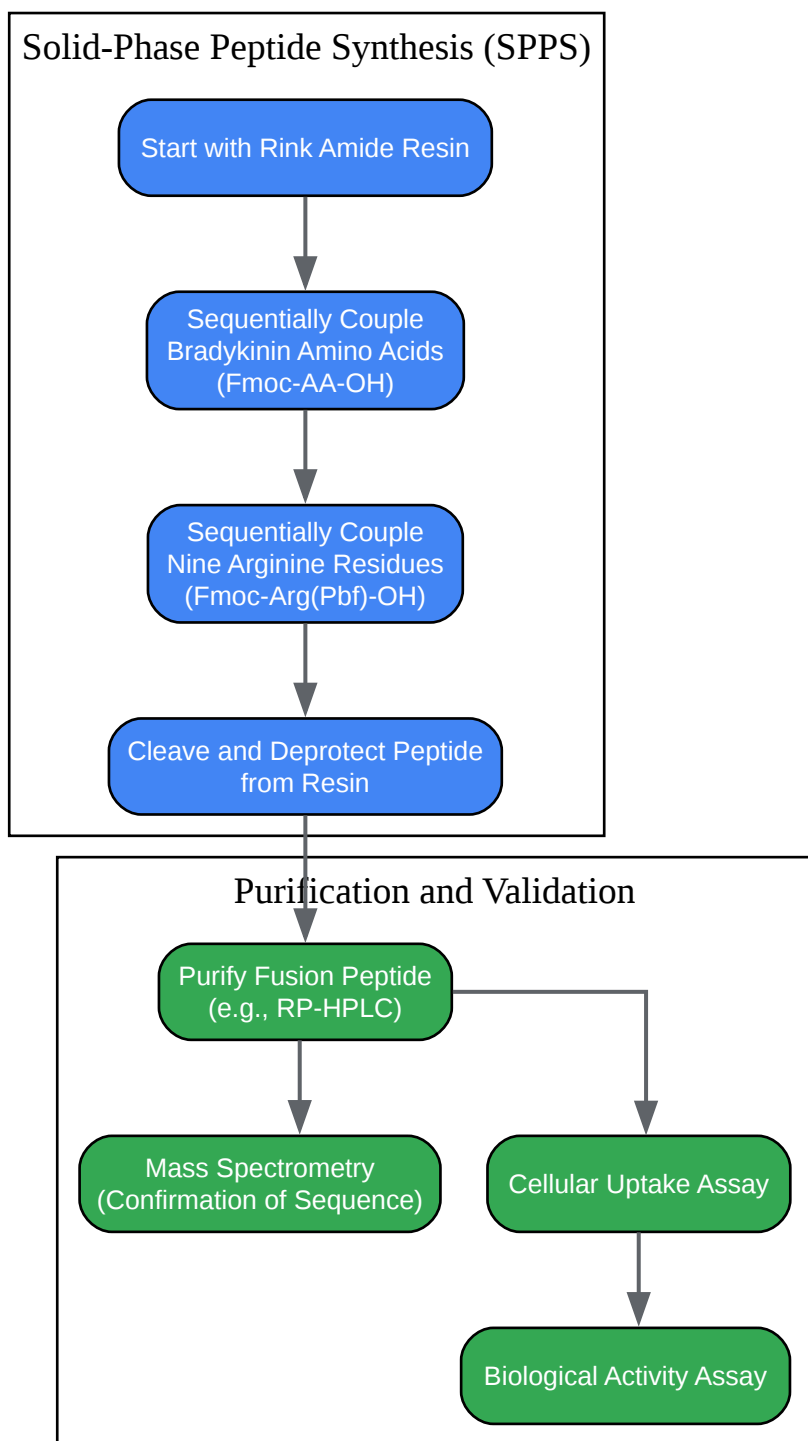 Solid-Phase Peptide Synthesis (SPPS)
Start with Rink Amide Resin
Sequentially Couple
Bradykinin Amino Acids
(Fmoc-AA-OH)
Sequentially Couple
Nine Arginine Residues
(Fmoc-Arg(Pbf)-OH)
Cleave and Deprotect Peptide
from Resin
Purification and Validation
Purify Fusion Peptide
(e.g., RP-HPLC)
Mass Spectrometry
(Confirmation of Sequence)
Cellular Uptake Assay
Biological Activity Assay